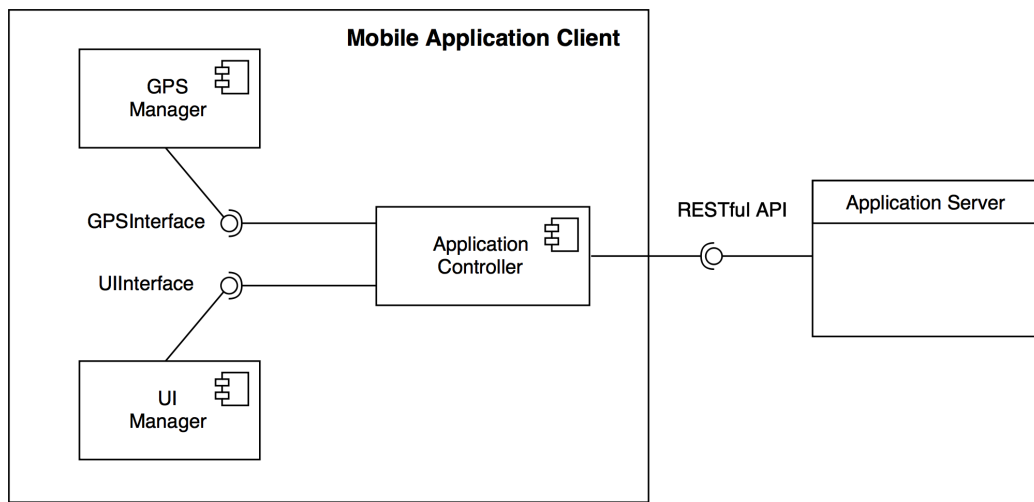 Mobile Application Client
GPS
Manager
GPSInterface
UIInterface
Application
Controller
UI
Manager
RESTful API
Application Server